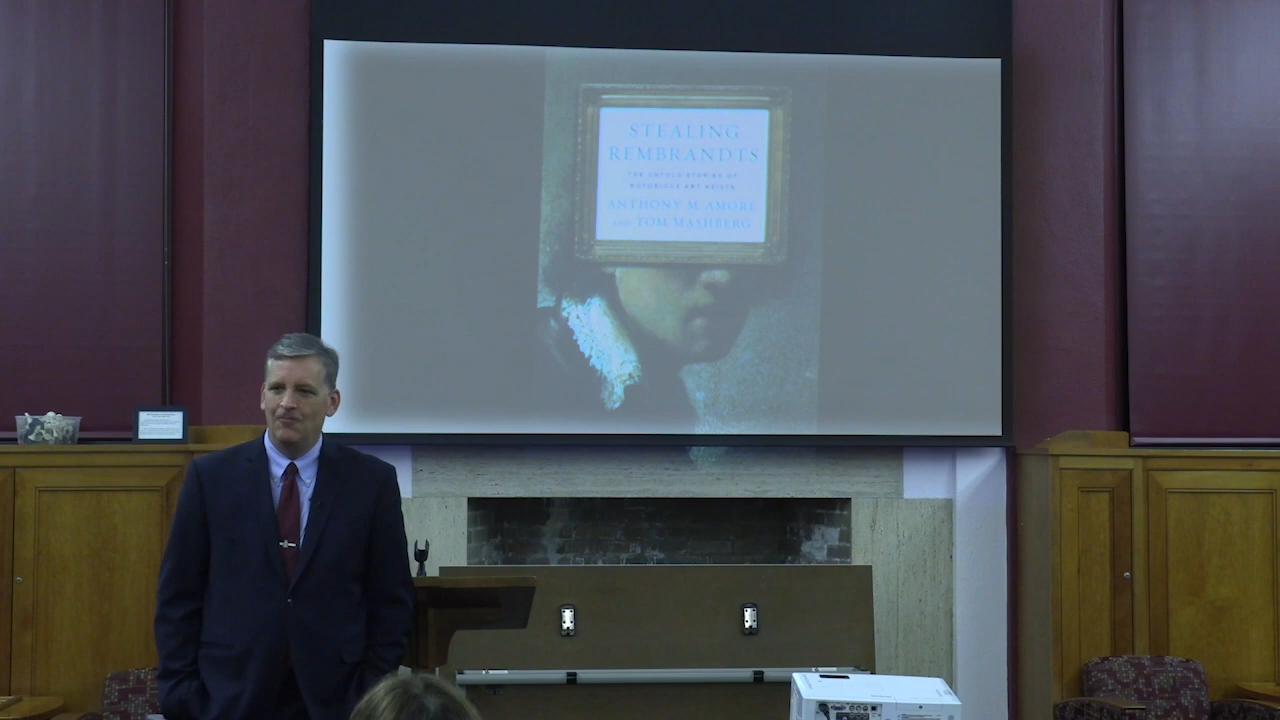 STEALING
REMBRANDTS
THE UNTOLD STORIES OF
NOTORIOUS ART HEISTS
ANTHONY M. AMORE
AND TOM MASHBERG